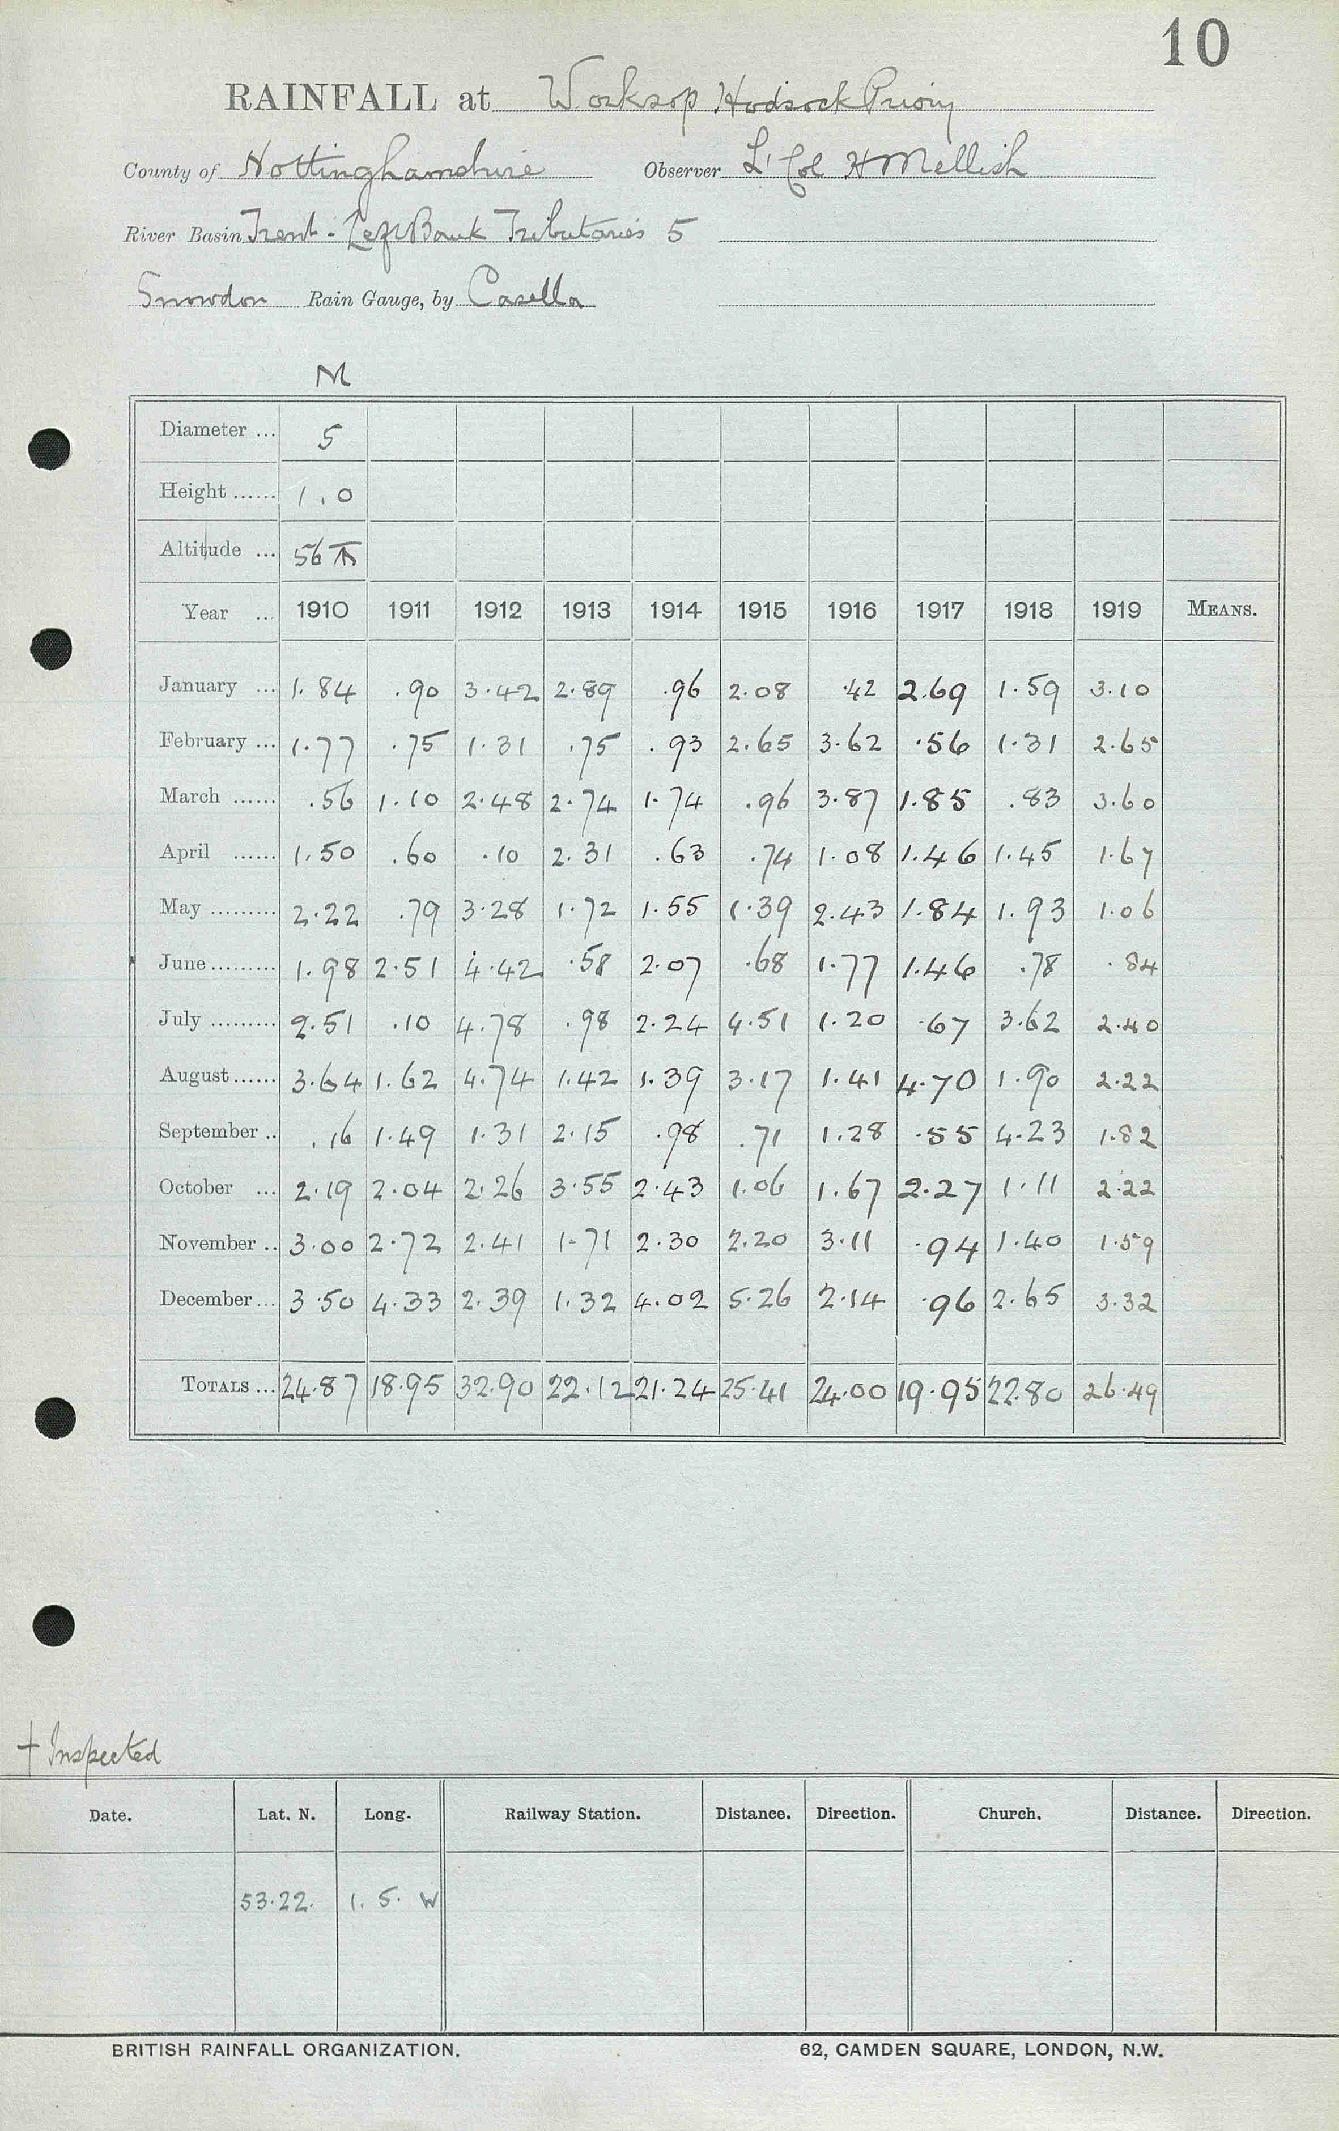 10
RAINFALL at Worksop Hodsock Priory
County of Nottinghamshire Observer Lt Col H Mellish
River Basin Trent - Left Bank Tributaries 5
Snowdon Rain Gauge, by Casella
M
Diameter ... 5
Height ...... 1.0
Altitude ... 56
Year ... 1910 1911 1912 1913 1914 1915 1916 1917 1918 1919 MEANS.
January ... 1.84 .90 3.42 2.89 .96 2.08 .42 2.69 1.59 3.10
February ... 1.77 .75 1.31 .75 .93 2.65 3.62 .56 1.31 2.65
March ...... .56 1.10 2.48 2.74 1.74 .96 3.87 1.85 .83 3.60
April ...... 1.50 .60 .10 2.31 .63 .74 1.08 1.46 1.45 1.67
May ......... 2.22 .79 3.28 1.72 1.55 1.39 2.43 1.84 1.93 1.06
June ......... 1.98 2.51 4.42 .58 2.07 .68 1.77 1.46 .78 .84
July ......... 2.51 .10 4.78 .98 2.24 4.51 1.20 .67 3.62 2.40
August ...... 3.64 1.62 4.74 1.42 1.39 3.17 1.41 4.70 1.90 2.22
September .. .16 1.49 1.31 2.15 .98 .71 1.28 .55 4.23 1.82
October ... 2.19 2.04 2.26 3.55 2.43 1.06 1.67 2.27 1.11 2.22
November .. 3.00 2.72 2.41 1.71 2.30 2.20 3.11 .94 1.40 1.59
December ... 3.50 4.33 2.39 1.32 4.02 5.26 2.14 .96 2.65 3.32
TOTALS ... 24.87 18.95 32.90 22.12 21.24 25.41 24.00 19.95 22.80 26.49
† Inspected
Date. Lat. N. Long. Railway Station. Distance. Direction. Church. Distance. Direction.
53.22. 1. 5. W
BRITISH RAINFALL ORGANIZATION. 62, CAMDEN SQUARE, LONDON, N.W.